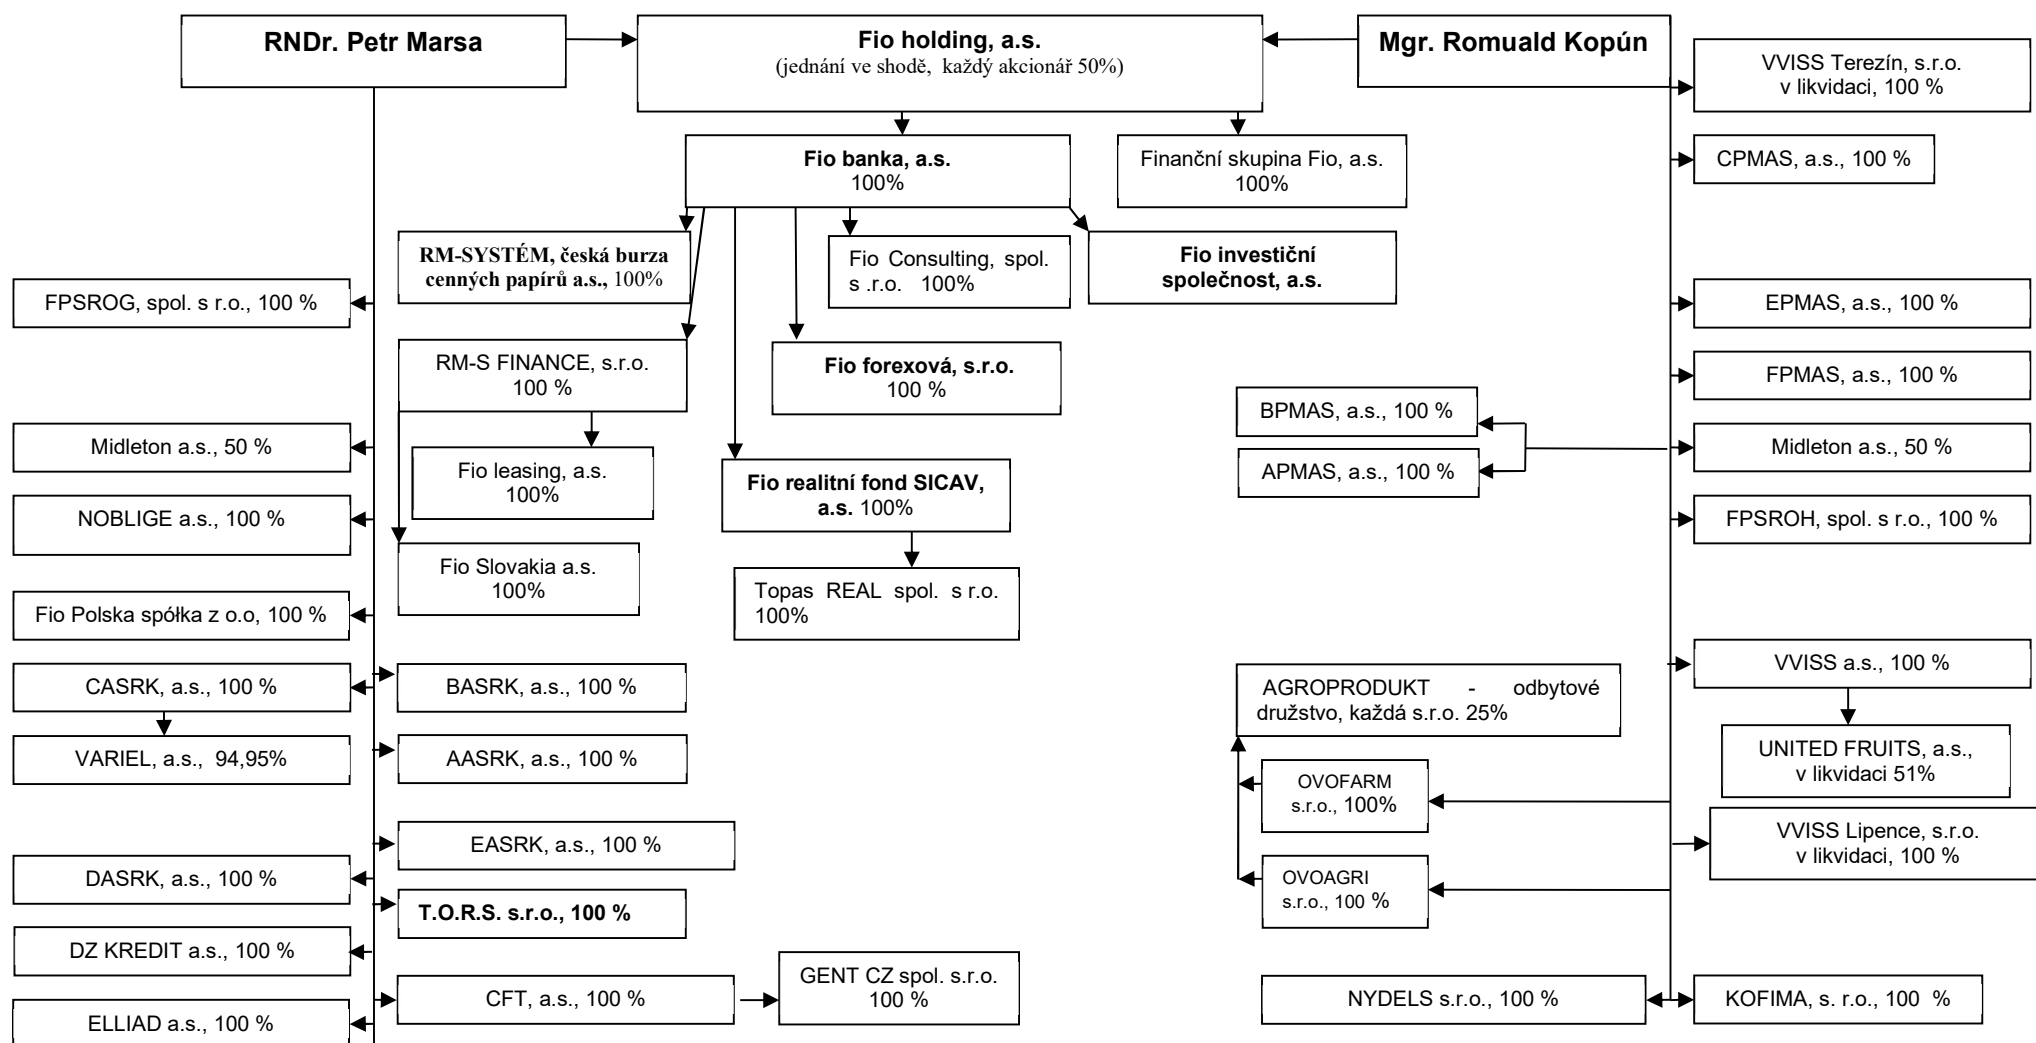 RNDr. Petr Marsa
Fio holding, a.s.
(jednání ve shodě, každý akcionář 50%)
Mgr. Romuald Kopún
VVISS Terezín, s.r.o.
v likvidaci, 100 %
Fio banka, a.s.
100%
Finanční skupina Fio, a.s.
100%
CPMAS, a.s., 100 %
RM-SYSTÉM, česká burza
cenných papírů a.s., 100%
Fio Consulting, spol.
s .r.o. 100%
Fio investiční
společnost, a.s.
FPSROG, spol. s r.o., 100 %
EPMAS, a.s., 100 %
RM-S FINANCE, s.r.o.
100 %
Fio forexová, s.r.o.
100 %
FPMAS, a.s., 100 %
BPMAS, a.s., 100 %
Midleton a.s., 50 %
Midleton a.s., 50 %
Fio leasing, a.s.
100%
Fio realitní fond SICAV,
a.s. 100%
APMAS, a.s., 100 %
NOBLIGE a.s., 100 %
FPSROH, spol. s r.o., 100 %
Fio Slovakia a.s.
100%
Topas REAL spol. s r.o.
100%
Fio Polska spółka z o.o, 100 %
CASRK, a.s., 100 %
BASRK, a.s., 100 %
AGROPRODUKT - odbytové
družstvo, každá s.r.o. 25%
VVISS a.s., 100 %
VARIEL, a.s., 94,95%
AASRK, a.s., 100 %
UNITED FRUITS, a.s.,
v likvidaci 51%
OVOFARM
s.r.o., 100%
EASRK, a.s., 100 %
VVISS Lipence, s.r.o.
v likvidaci, 100 %
DASRK, a.s., 100 %
OVOAGRI
s.r.o., 100 %
T.O.R.S. s.r.o., 100 %
DZ KREDIT a.s., 100 %
GENT CZ spol. s.r.o.
100 %
CFT, a.s., 100 %
NYDELS s.r.o., 100 %
KOFIMA, s. r.o., 100 %
ELLIAD a.s., 100 %